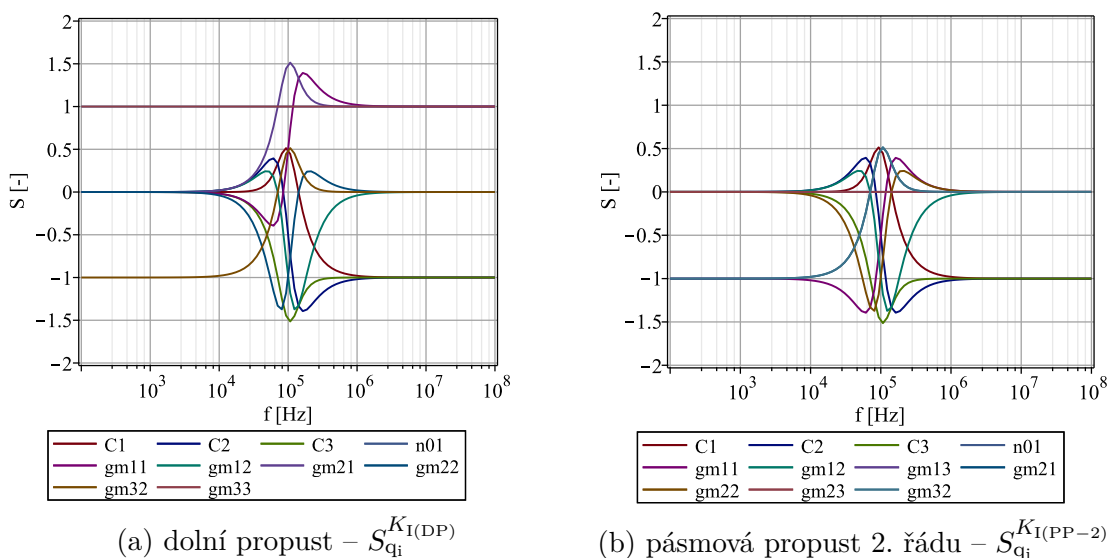 2
1.5
1
0.5
0
−0.5
−1
−1.5
−2
S [-]
10^3 10^4 10^5 10^6 10^7 10^8
f [Hz]
C1 C2 C3 n01
gm11 gm12 gm21 gm22
gm32 gm33
(a) dolní propust – S_{q_i}^{K_{I(DP)}}
2
1.5
1
0.5
0
−0.5
−1
−1.5
−2
S [-]
10^3 10^4 10^5 10^6 10^7 10^8
f [Hz]
C1 C2 C3 n01
gm11 gm12 gm13 gm21
gm22 gm23 gm32
(b) pásmová propust 2. řádu – S_{q_i}^{K_{I(PP−2)}}